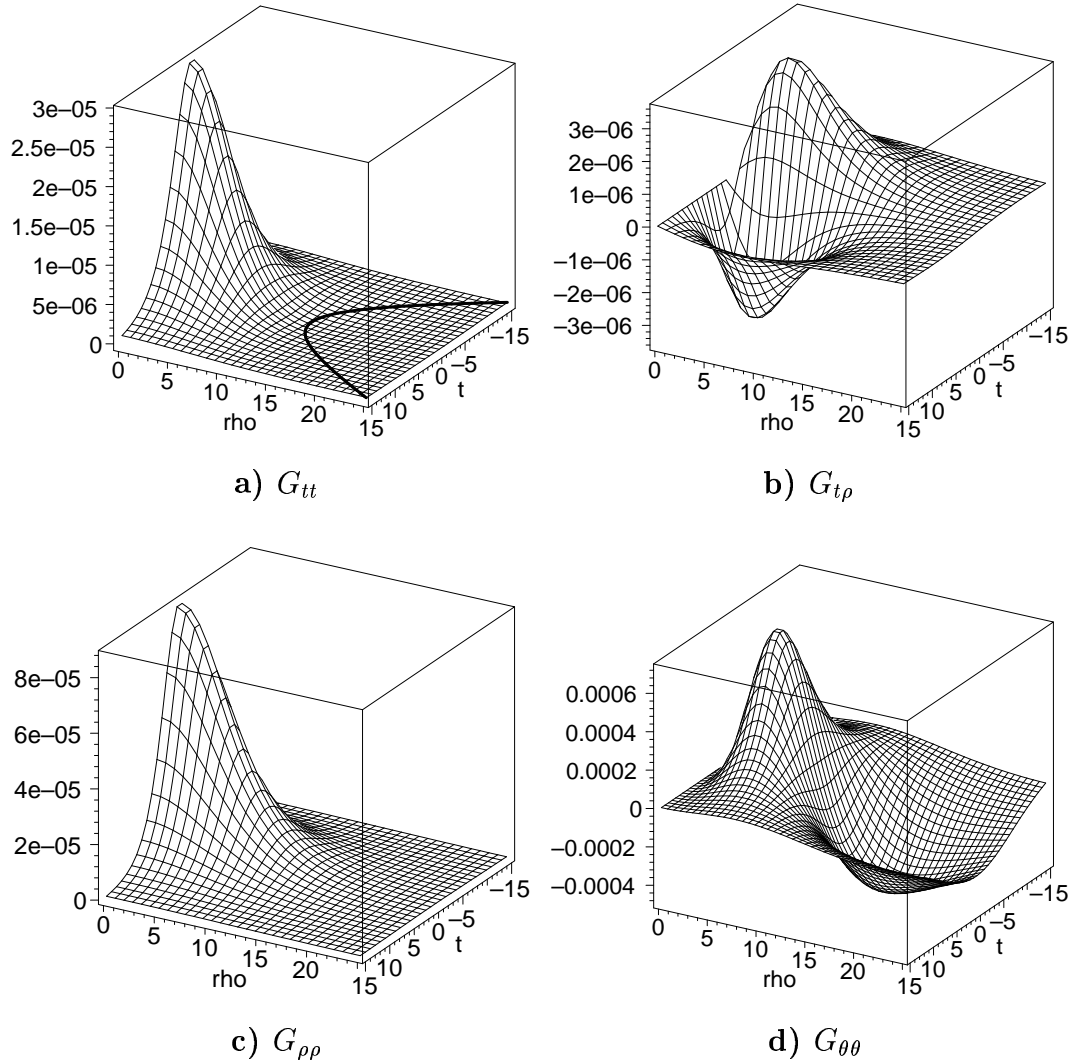 3e–05
2.5e–05
2e–05
1.5e–05
1e–05
5e–06
0
0
5
10
15
20
rho
15
10
5
0
–5
t
–15
a) G_{tt}
3e–06
2e–06
1e–06
0
–1e–06
–2e–06
–3e–06
0
5
10
15
20
rho
15
10
5
0
–5
t
–15
b) G_{tρ}
8e–05
6e–05
4e–05
2e–05
0
0
5
10
15
20
rho
15
10
5
0
–5
t
–15
c) G_{ρρ}
0.0006
0.0004
0.0002
0
–0.0002
–0.0004
0
5
10
15
20
rho
15
10
5
0
–5
t
–15
d) G_{θθ}